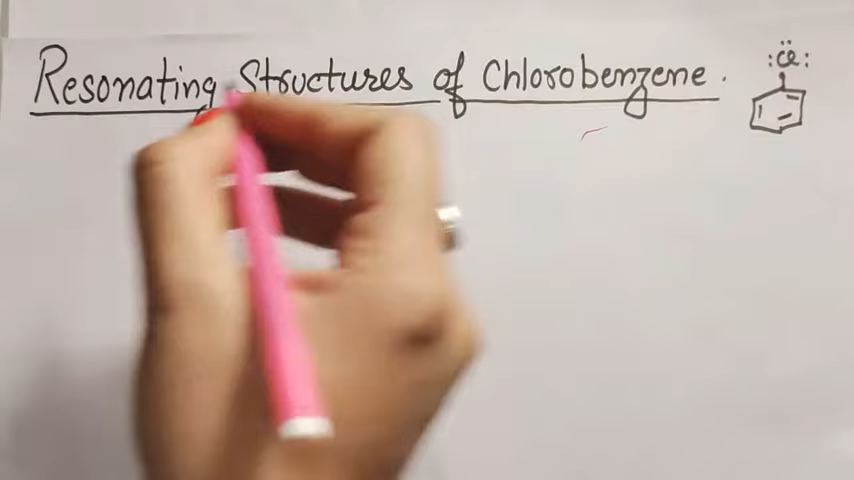 Resonating Structures of Chlorobenzene.
:C̈l: